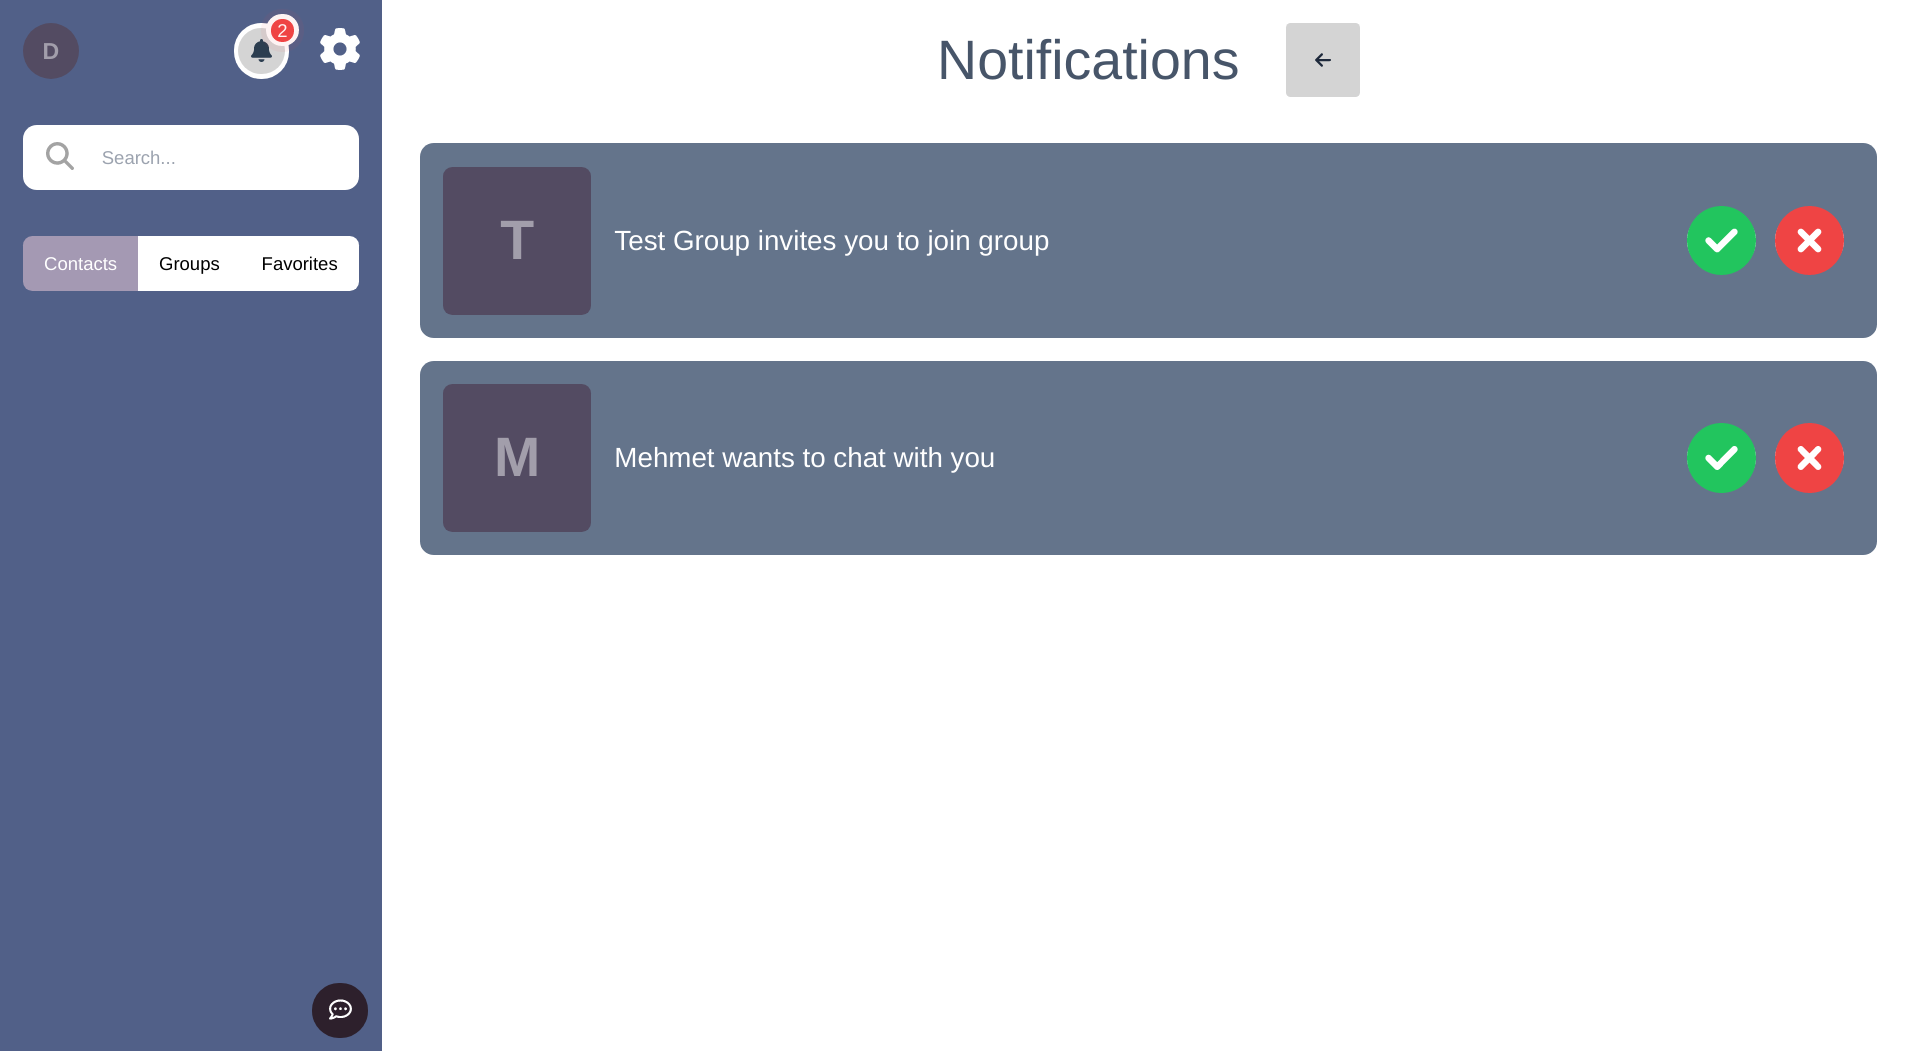 D
2
Search...
Contacts Groups Favorites
Notifications
T
Test Group invites you to join group
M
Mehmet wants to chat with you